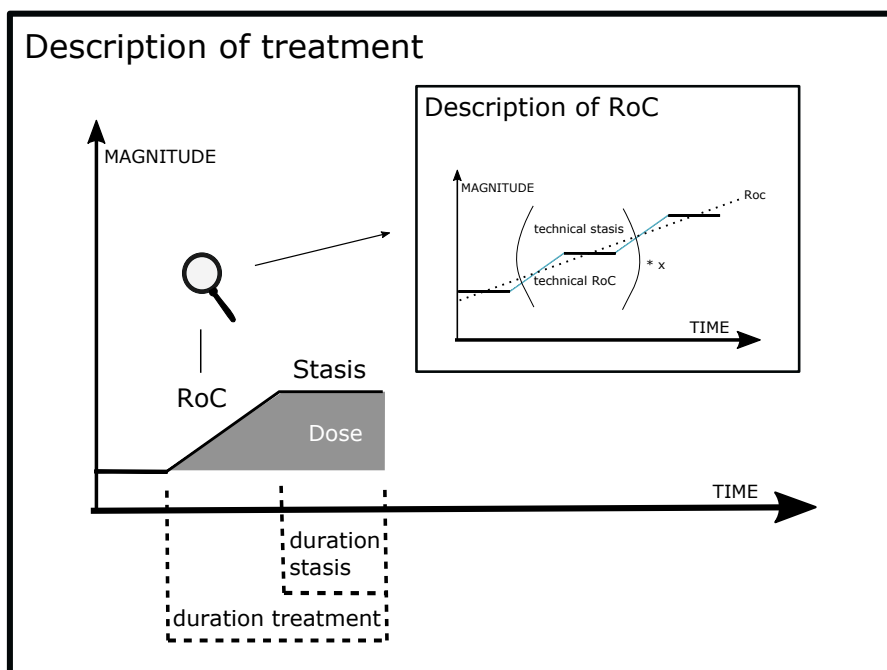 Description of treatment
Description of RoC
MAGNITUDE
MAGNITUDE
Roc
technical stasis
* x
technical RoC
TIME
Stasis
RoC
Dose
TIME
duration
stasis
duration treatment